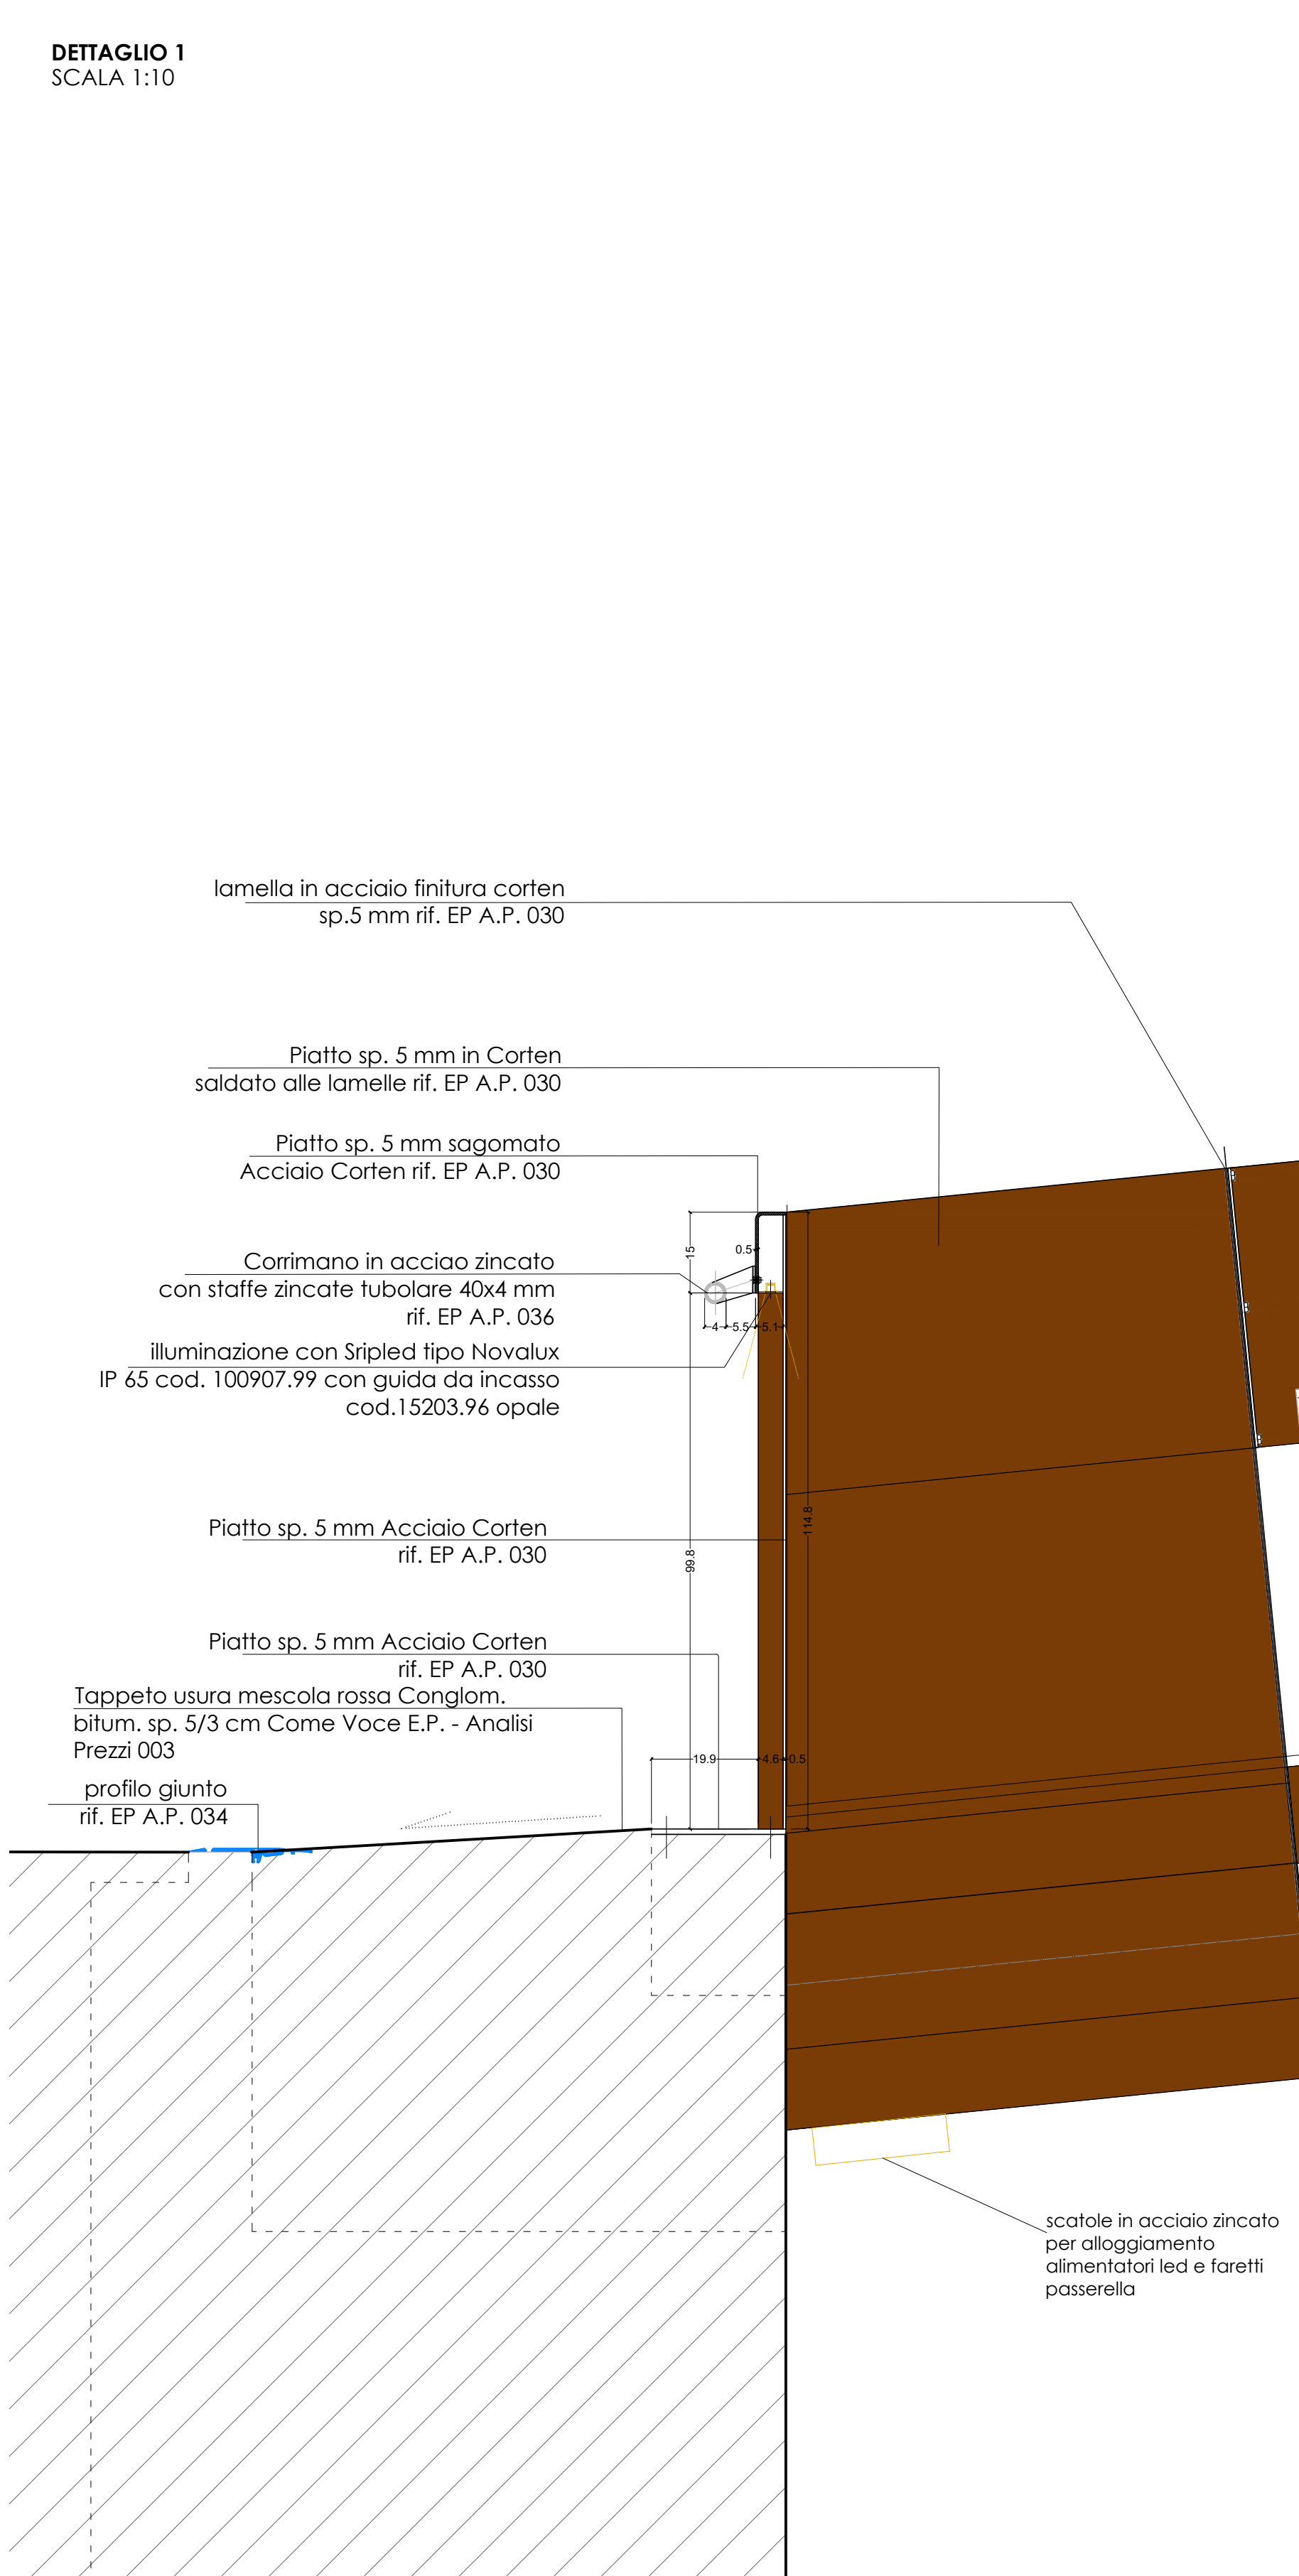 DETTAGLIO 1
SCALA 1:10
lamella in acciaio finitura corten
sp.5 mm rif. EP A.P. 030
Piatto sp. 5 mm in Corten
saldato alle lamelle rif. EP A.P. 030
Piatto sp. 5 mm sagomato
Acciaio Corten rif. EP A.P. 030
15
0.5
Corrimano in acciao zincato
con staffe zincate tubolare 40x4 mm
rif. EP A.P. 036
4
5.5
5.1
illuminazione con Sripled tipo Novalux
IP 65 cod. 100907.99 con guida da incasso
cod.15203.96 opale
114.8
Piatto sp. 5 mm Acciaio Corten
rif. EP A.P. 030
99.8
Piatto sp. 5 mm Acciaio Corten
rif. EP A.P. 030
Tappeto usura mescola rossa Conglom.
bitum. sp. 5/3 cm Come Voce E.P. - Analisi
Prezzi 003
19.9
4.6
0.5
profilo giunto
rif. EP A.P. 034
scatole in acciaio zincato
per alloggiamento
alimentatori led e faretti
passerella